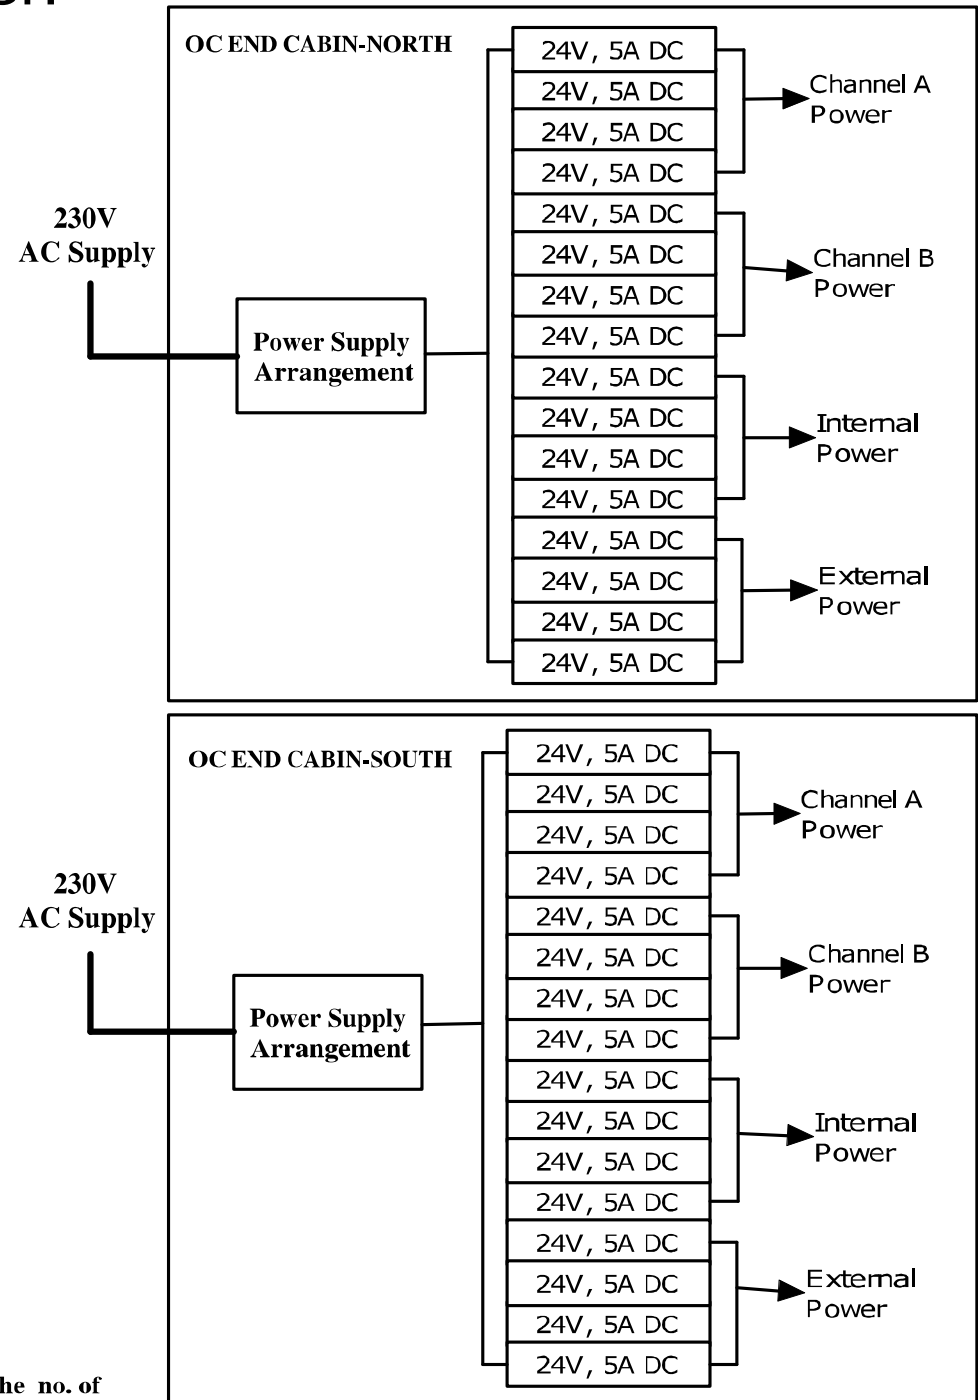 OC END CABIN-NORTH
24V, 5A DC
24V, 5A DC
24V, 5A DC
24V, 5A DC
Channel A
Power
230V
AC Supply
24V, 5A DC
24V, 5A DC
24V, 5A DC
24V, 5A DC
Channel B
Power
Power Supply
Arrangement
24V, 5A DC
24V, 5A DC
24V, 5A DC
24V, 5A DC
Internal
Power
24V, 5A DC
24V, 5A DC
24V, 5A DC
24V, 5A DC
External
Power
OC END CABIN-SOUTH
24V, 5A DC
24V, 5A DC
24V, 5A DC
24V, 5A DC
Channel A
Power
230V
AC Supply
24V, 5A DC
24V, 5A DC
24V, 5A DC
24V, 5A DC
Channel B
Power
Power Supply
Arrangement
24V, 5A DC
24V, 5A DC
24V, 5A DC
24V, 5A DC
Internal
Power
24V, 5A DC
24V, 5A DC
24V, 5A DC
24V, 5A DC
External
Power
no. of